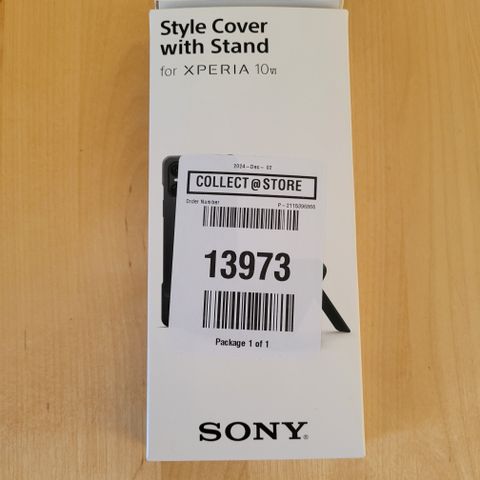 Style Cover
with Stand
for XPERIA 10 VI
2024-Dec- 02
COLLECT@STORE
Order Number
13973
Package 1 of 1
SONY®